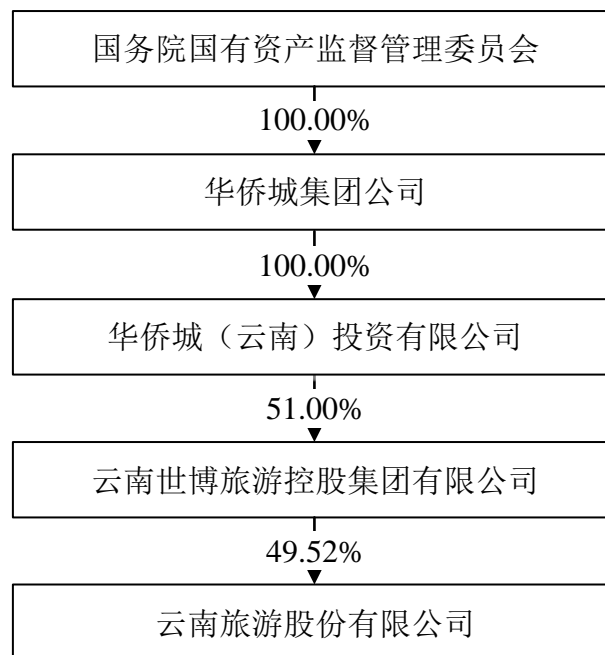 国务院国有资产监督管理委员会
100.00%
华侨城集团公司
100.00%
华侨城（云南）投资有限公司
51.00%
云南世博旅游控股集团有限公司
49.52%
云南旅游股份有限公司